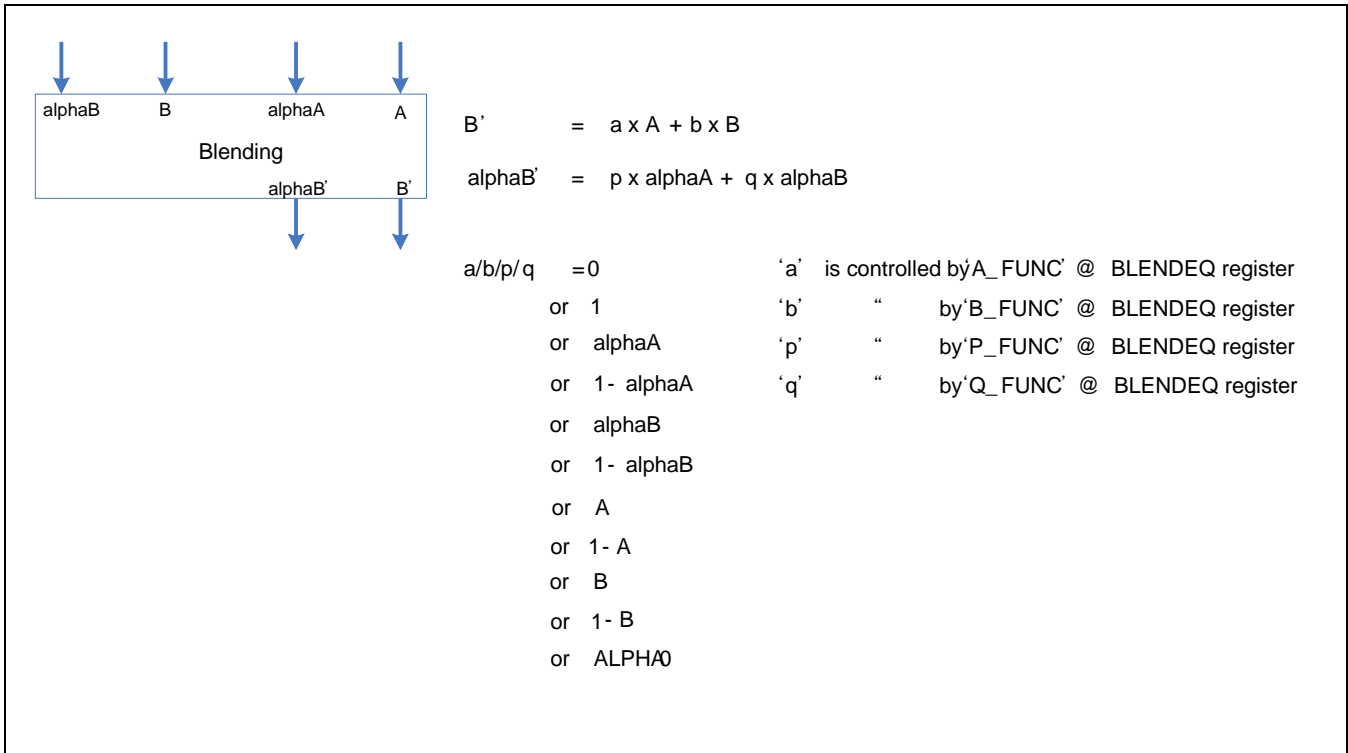 alphaB B alphaA A
Blending
alphaB’ B’
B’ = a x A + b x B
alphaB’ = p x alphaA + q x alphaB
a/b/p/q =0 ‘a’ is controlled by‘A_FUNC’ @ BLENDEQ register
or 1 ‘b’ “ by‘B_FUNC’ @ BLENDEQ register
or alphaA ‘p’ “ by‘P_FUNC’ @ BLENDEQ register
or 1- alphaA ‘q’ “ by‘Q_FUNC’ @ BLENDEQ register
or alphaB
or 1- alphaB
or A
or 1- A
or B
or 1- B
or ALPHA0